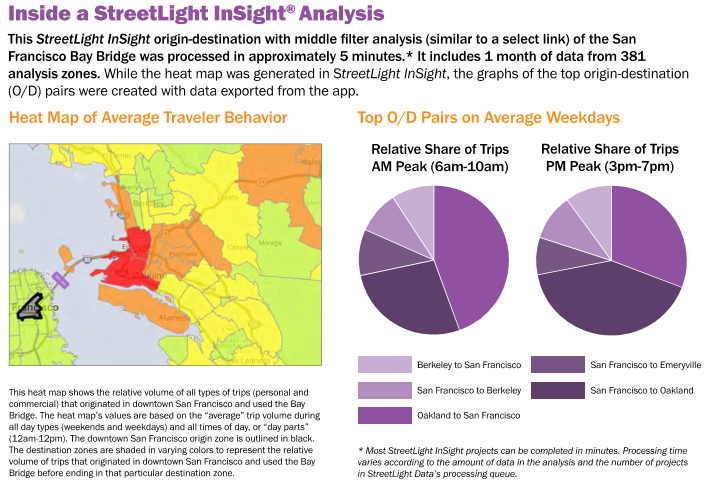 Inside a StreetLight InSight® Analysis
This StreetLight InSight origin-destination with middle filter analysis (similar to a select link) of the San
Francisco Bay Bridge was processed in approximately 5 minutes.* It includes 1 month of data from 381
analysis zones. While the heat map was generated in StreetLight InSight, the graphs of the top origin-destination
(O/D) pairs were created with data exported from the app.
Heat Map of Average Traveler Behavior
Top O/D Pairs on Average Weekdays
Relative Share of Trips
AM Peak (6am-10am)
Relative Share of Trips
PM Peak (3pm-7pm)
Berkeley
Moraga
Oakland
Alameda
San Leandro
Berkeley to San Francisco
San Francisco to Emeryville
San Francisco to Berkeley
San Francisco to Oakland
Oakland to San Francisco
This heat map shows the relative volume of all types of trips (personal and
commercial) that originated in downtown San Francisco and used the Bay
Bridge. The heat map's values are based on the “average” trip volume during
all day types (weekends and weekdays) and all times of day, or “day parts”
(12am-12pm). The downtown San Francisco origin zone is outlined in black.
The destination zones are shaded in varying colors to represent the relative
volume of trips that originated in downtown San Francisco and used the Bay
Bridge before ending in that particular destination zone.
* Most StreetLight InSight projects can be completed in minutes. Processing time
varies according to the amount of data in the analysis and the number of projects
in StreetLight Data's processing queue.